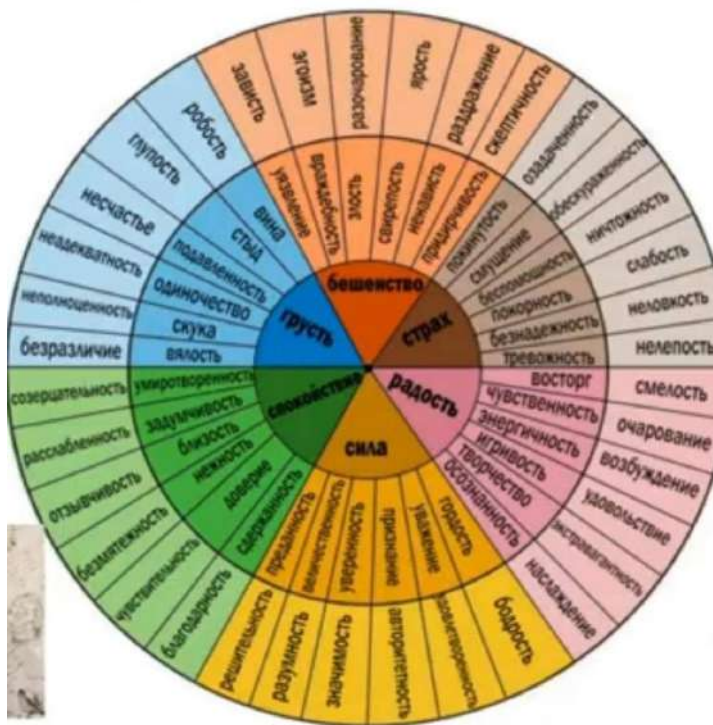 зависть
эгоизм
разочарование
ярость
раздражение
скептичность
озадаченность
обескураженность
ничтожность
слабость
неловкость
нелепость
смелость
очарование
возбуждение
удовольствие
экстровагантность
наслаждение
бодрость
авторитетность
значимость
разумность
решительность
благодарность
чувствительность
безмятежность
отзывчивость
расслабленность
созерцательность
безразличие
неполноценность
неадекватность
несчастье
глупость
робость
уязвление
враждебность
злость
свирепость
ненависть
придирчивость
покинутость
смущение
беспомощность
покорность
безнадежность
тревожность
восторг
чувственность
энергичность
игривость
творчество
осознанность
гордость
уважение
признание
уверенность
величественность
преданность
сдержанность
доверие
нежность
близость
задумчивость
умиротворенность
вялость
скука
одиночество
подавленность
стыд
вина
бешенство
страх
радость
сила
спокойствие
грусть